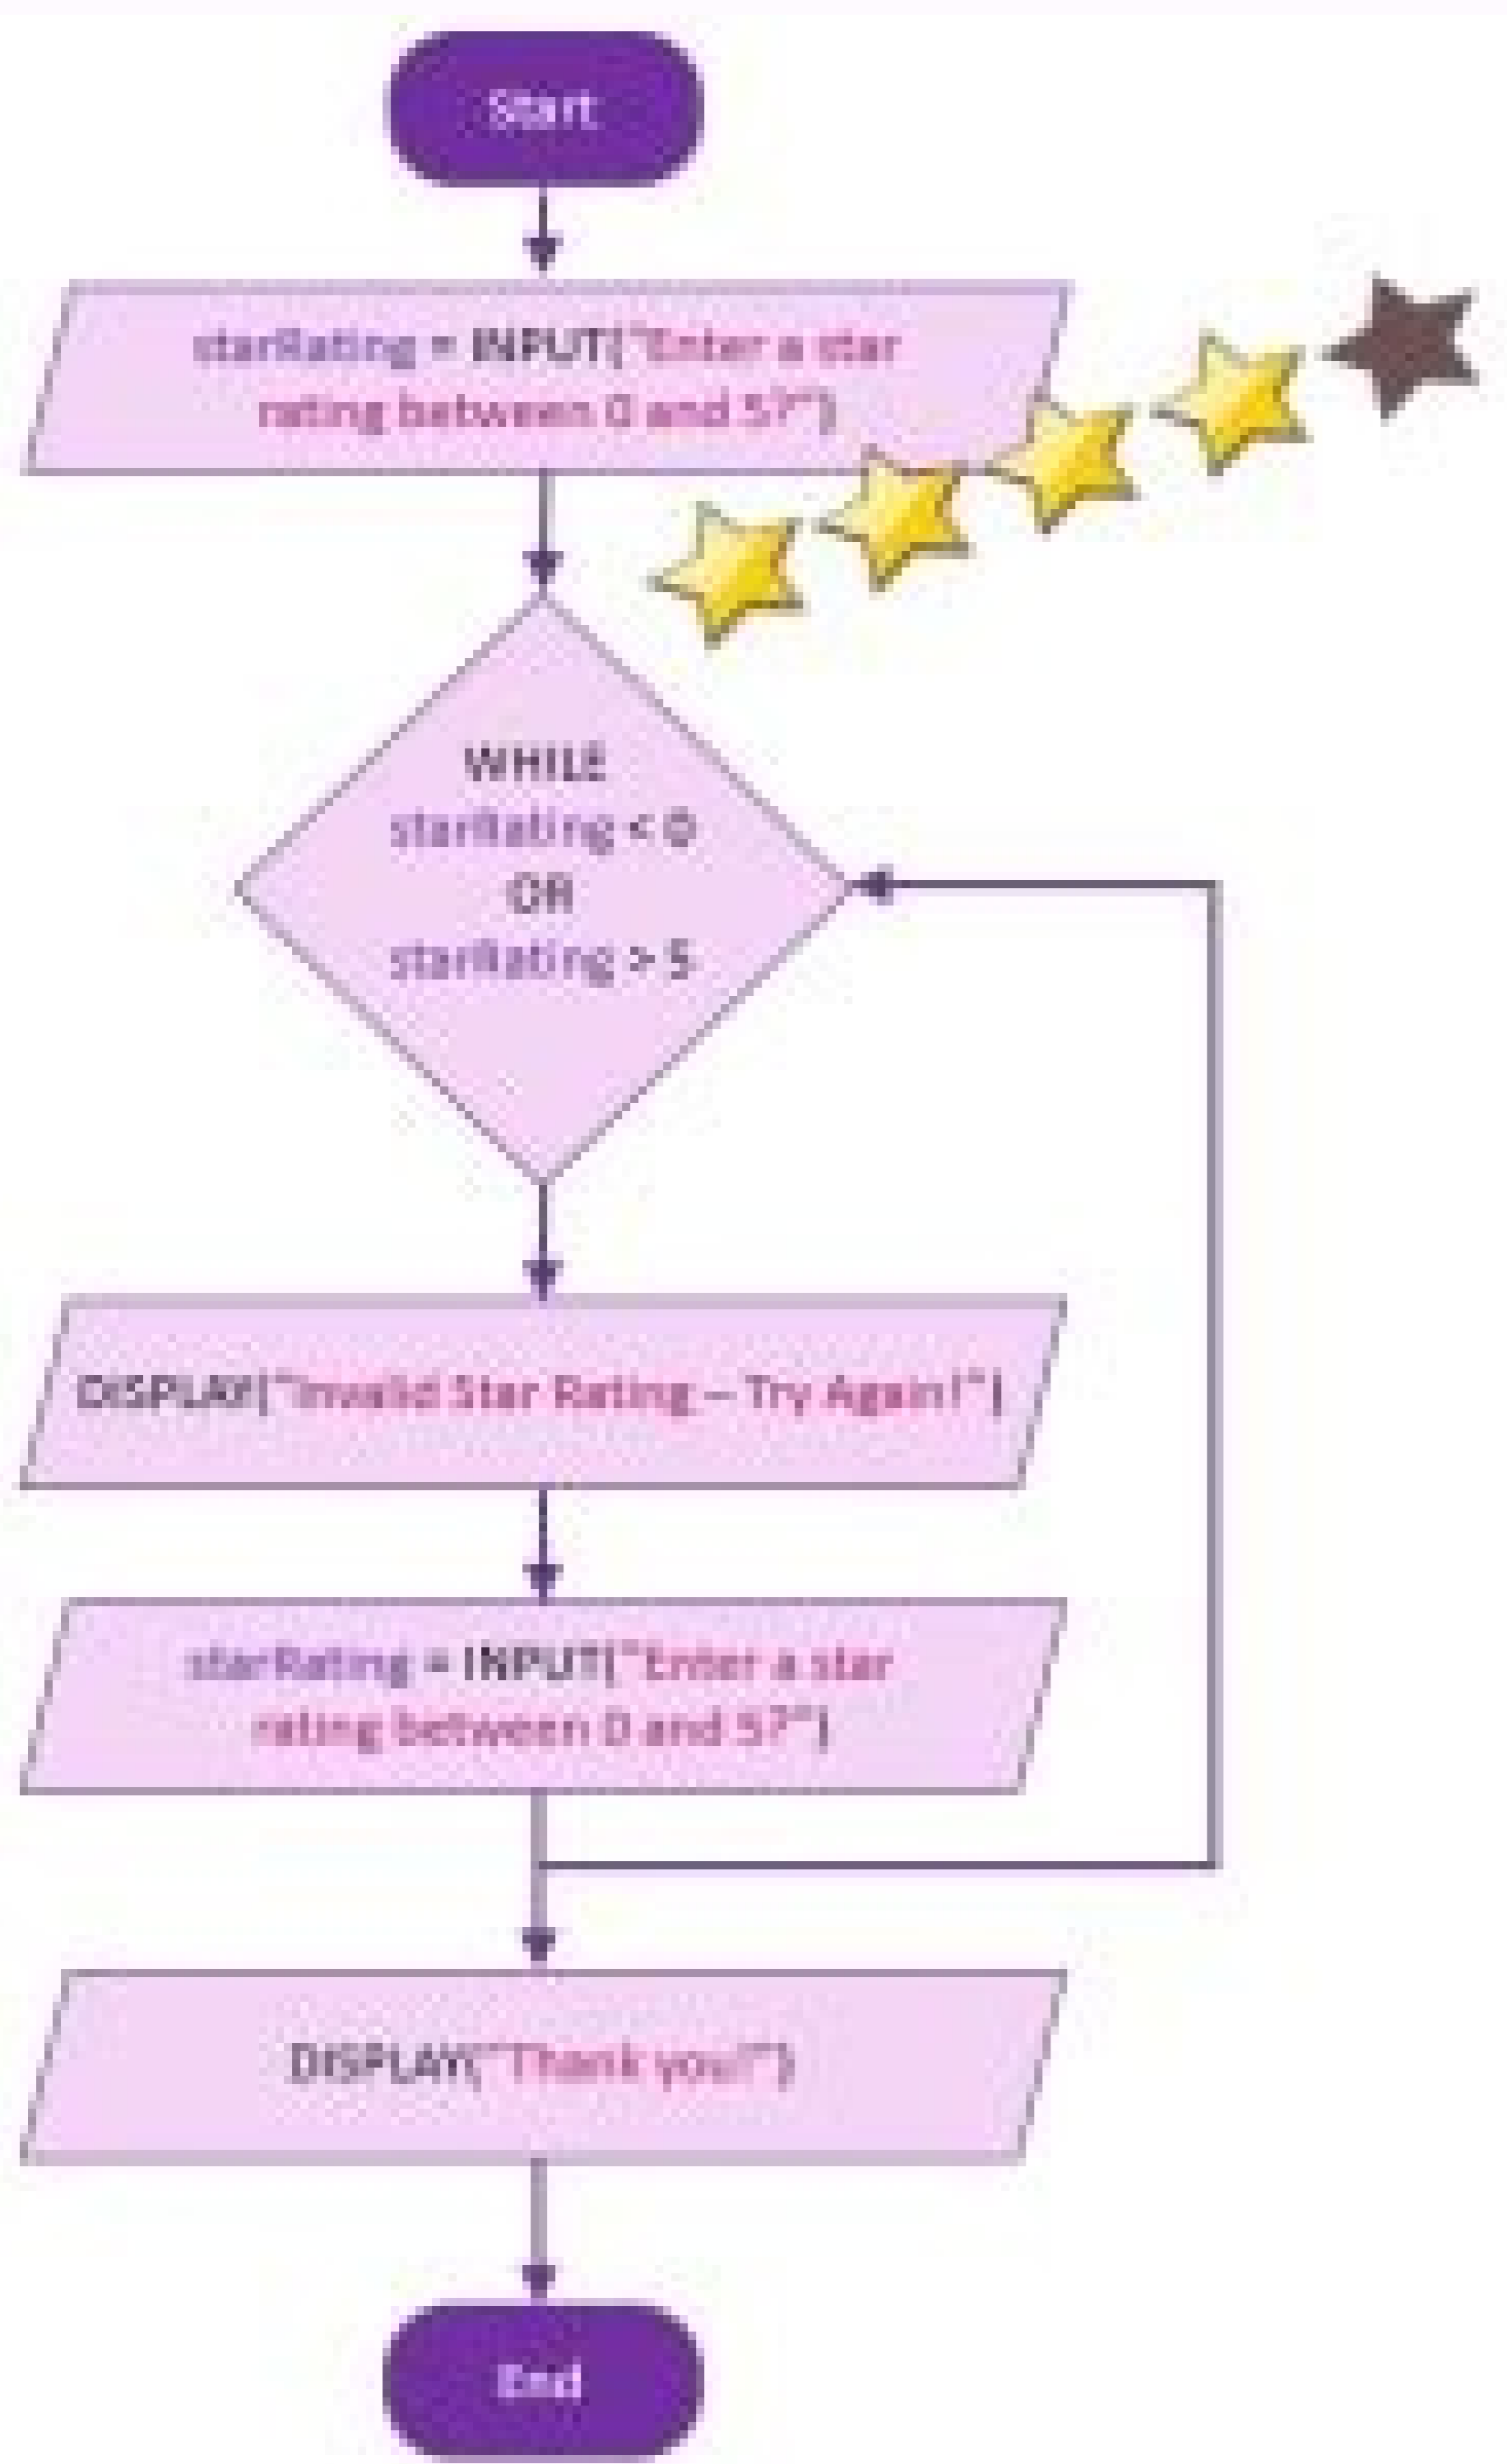 Start
starRating = INPUT("Enter a star
rating between 0 and 5?")
WHILE
starRating < 0
OR
starRating > 5
DISPLAY("Invalid Star Rating – Try Again!")
starRating = INPUT("Enter a star
rating between 0 and 5?")
DISPLAY("Thank you!")
End